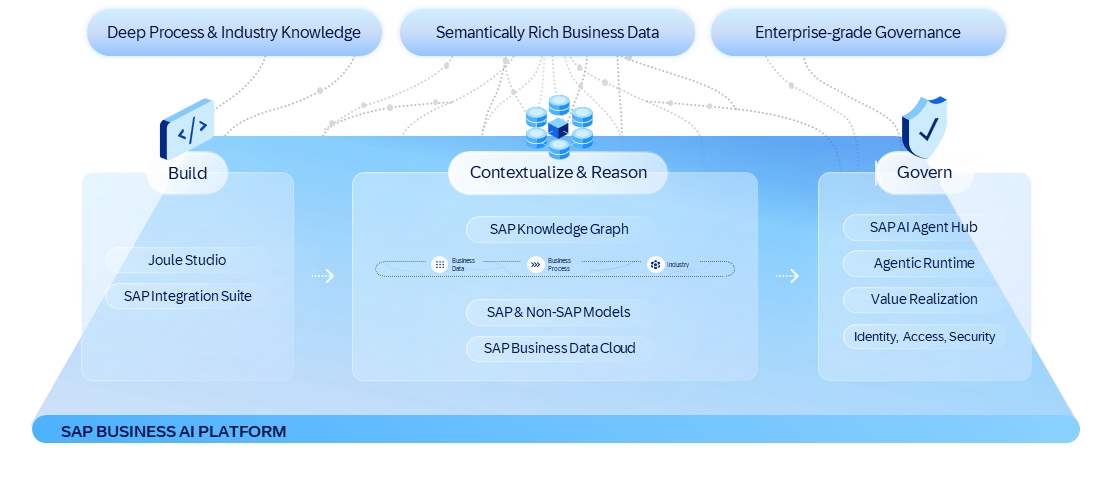 Deep Process & Industry Knowledge
Semantically Rich Business Data
Enterprise-grade Governance
</>
Build
Joule Studio
SAP Integration Suite
Contextualize & Reason
SAP Knowledge Graph
Business
Data
Business
Process
Industry
SAP & Non-SAP Models
SAP Business Data Cloud
Govern
SAP AI Agent Hub
Agentic Runtime
Value Realization
Identity, Access, Security
SAP BUSINESS AI PLATFORM